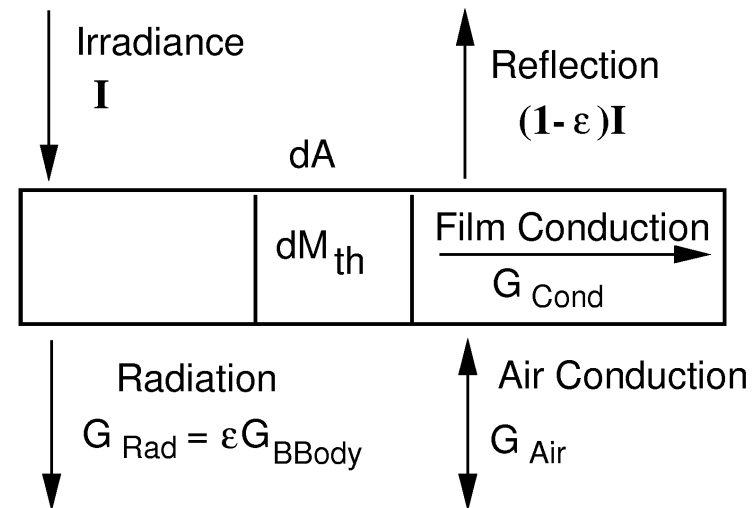 Irradiance
I
Reflection
(1- ε)I
dA
dM th
Film Conduction
G Cond
Radiation
G Rad = εG BBody
Air Conduction
G Air